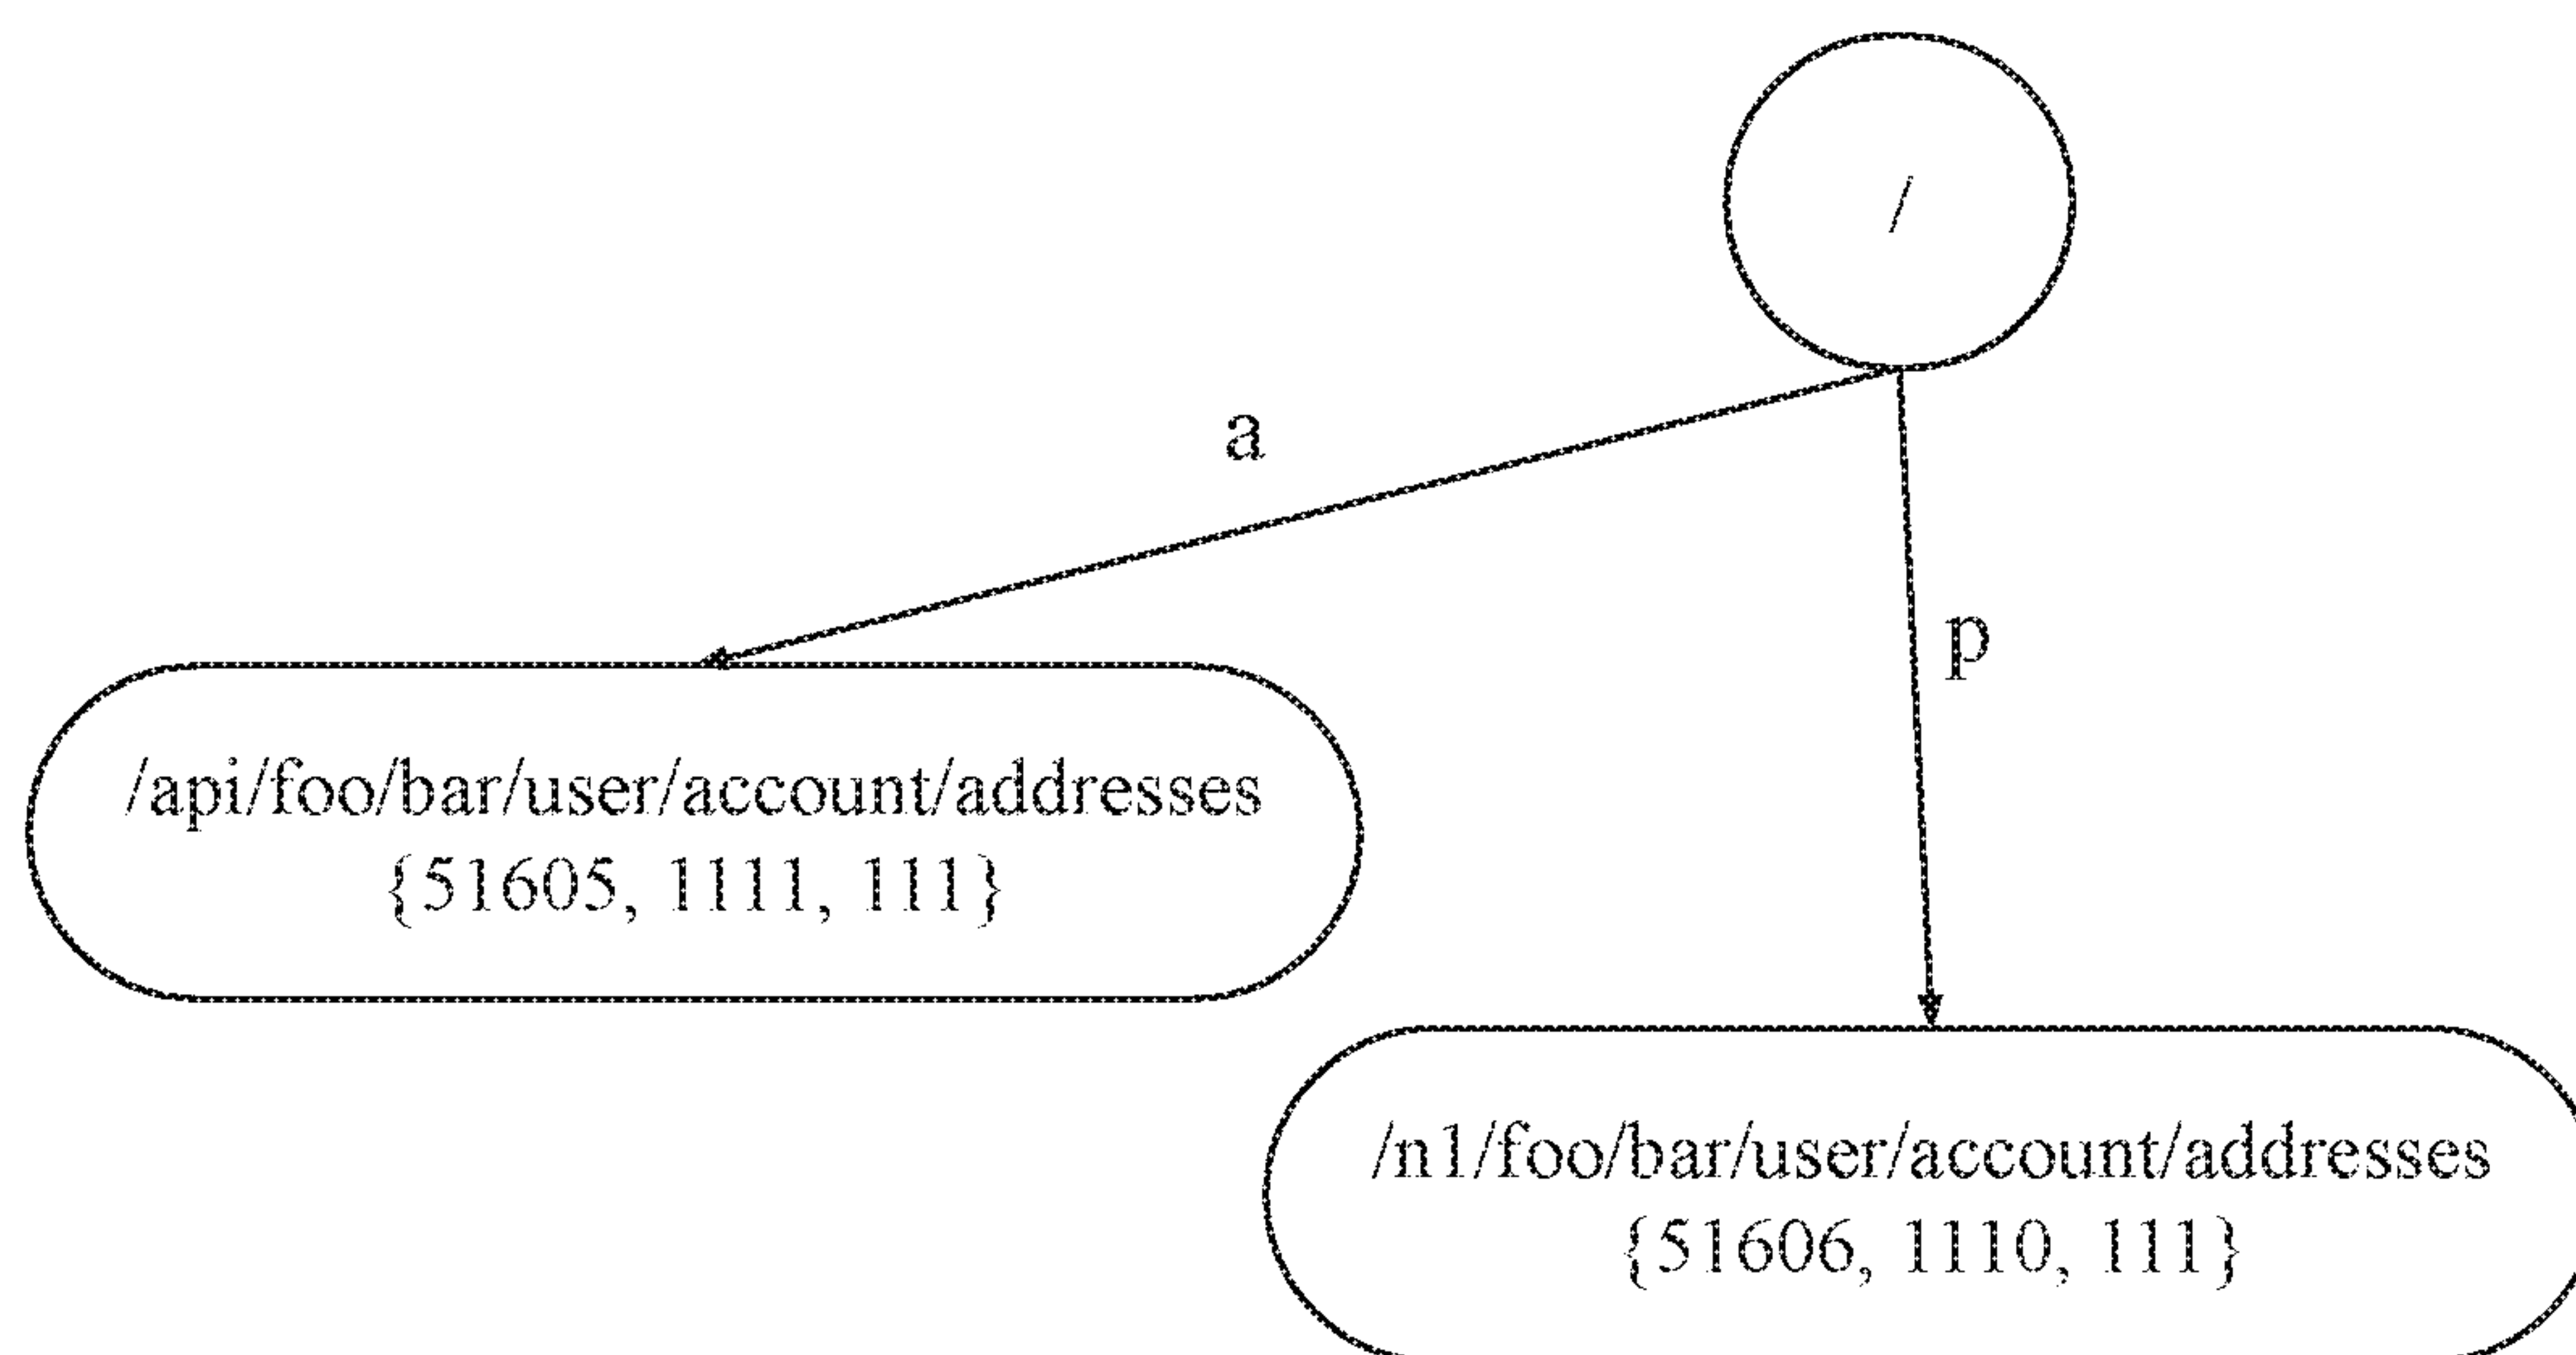 /
a
p
/api/foo/bar/user/account/addresses
{51605, 1111, 111}
/n1/foo/bar/user/account/addresses
{51606, 1110, 111}